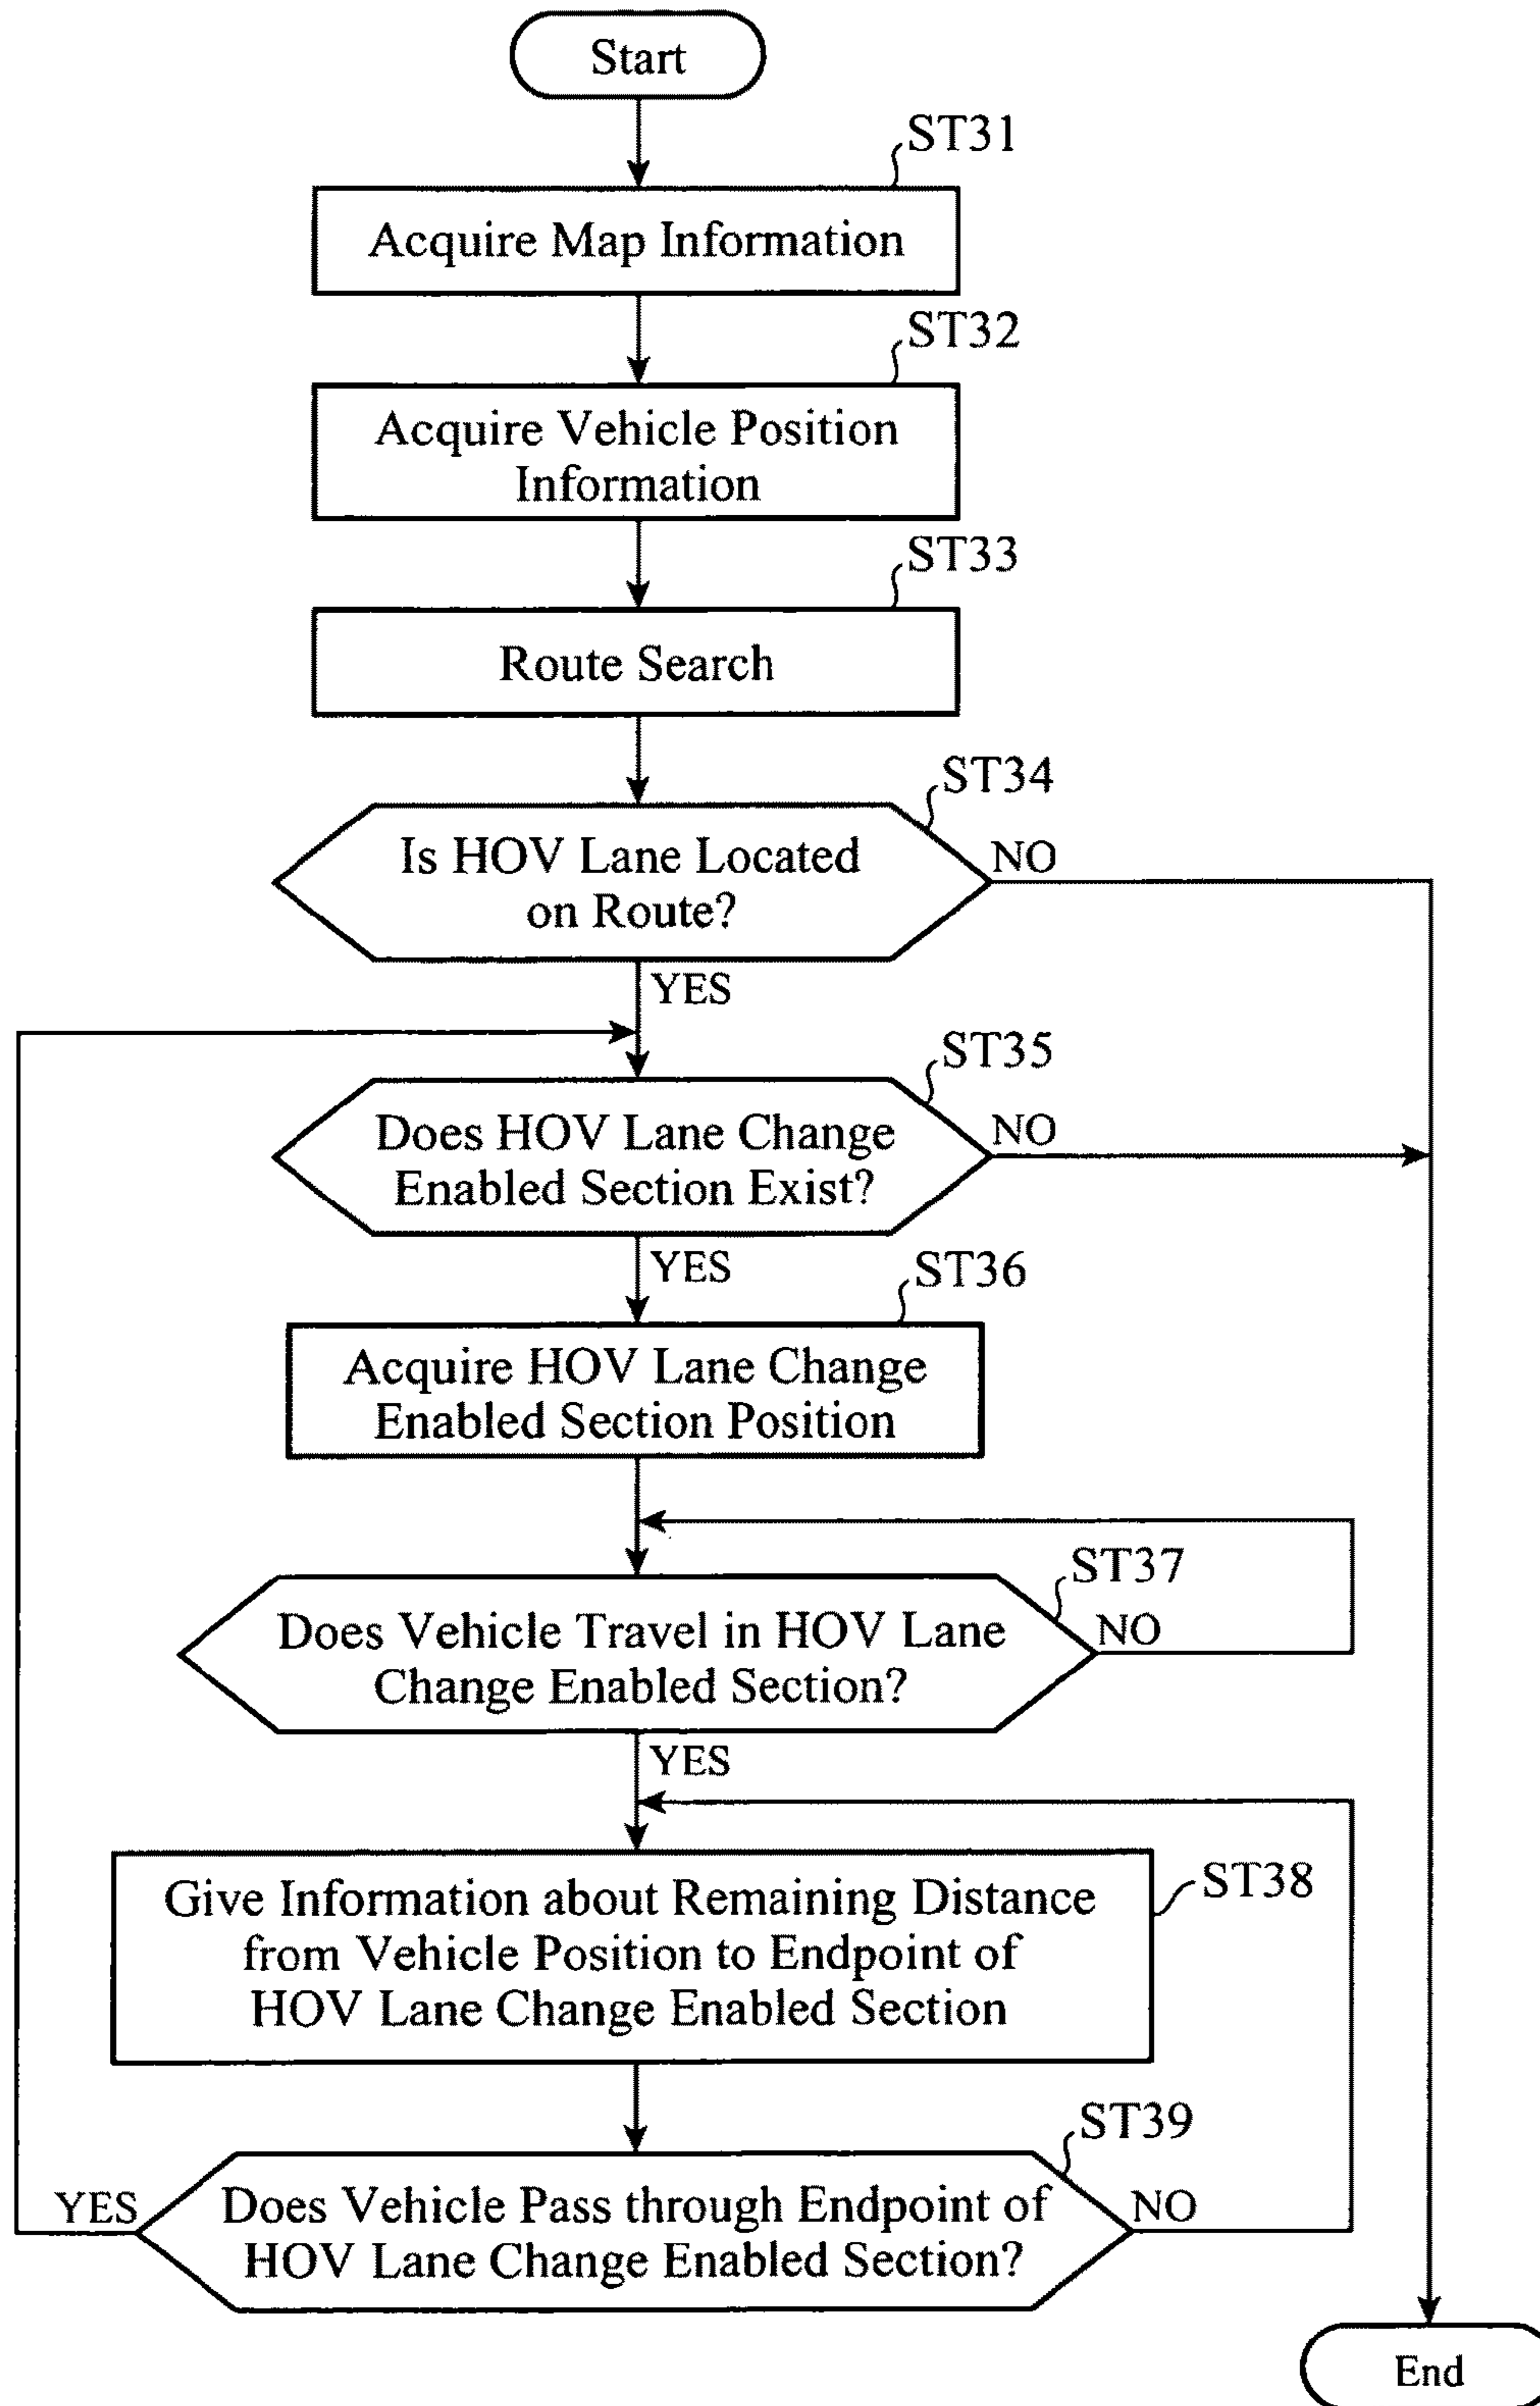 Start
ST31
Acquire Map Information
ST32
Acquire Vehicle Position
Information
ST33
Route Search
ST34
Is HOV Lane Located
on Route?
NO
YES
ST35
Does HOV Lane Change
Enabled Section Exist?
NO
YES
ST36
Acquire HOV Lane Change
Enabled Section Position
ST37
Does Vehicle Travel in HOV Lane
Change Enabled Section?
NO
YES
ST38
Give Information about Remaining Distance
from Vehicle Position to Endpoint of
HOV Lane Change Enabled Section
ST39
YES
Does Vehicle Pass through Endpoint of
HOV Lane Change Enabled Section?
NO
End